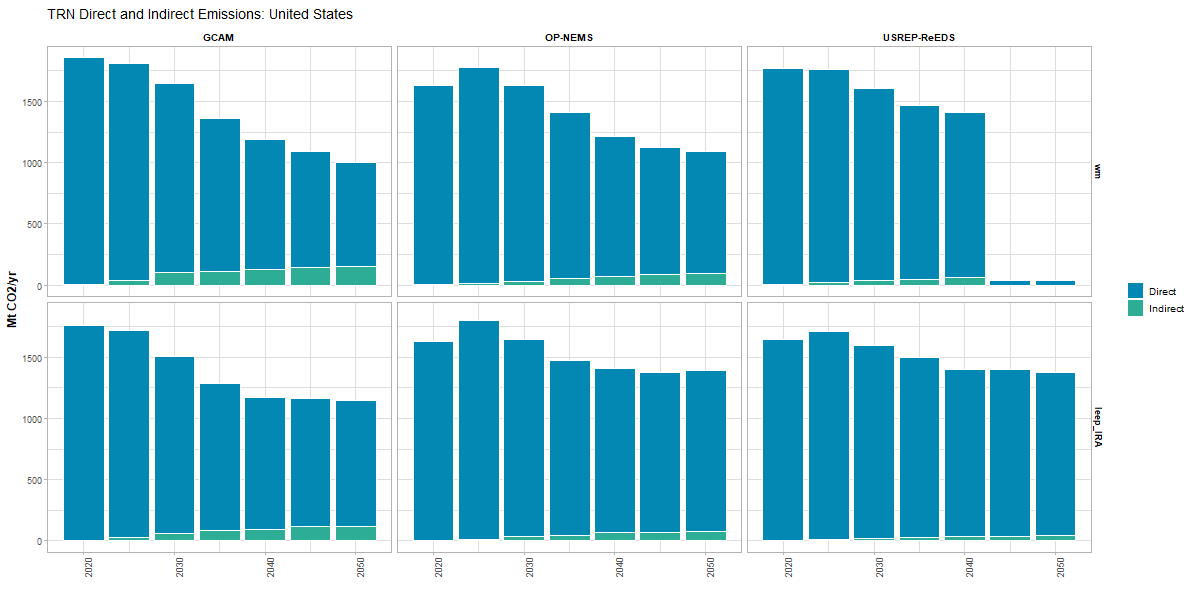 TRN Direct and Indirect Emissions: United States
GCAM
OP-NEMS
USREP-ReEDS
1500
1000
500
0
wm
1500
1000
500
0
leep_IRA
Mt CO2/yr
Direct
Indirect
2020
2030
2040
2050
2020
2030
2040
2050
2020
2030
2040
2050